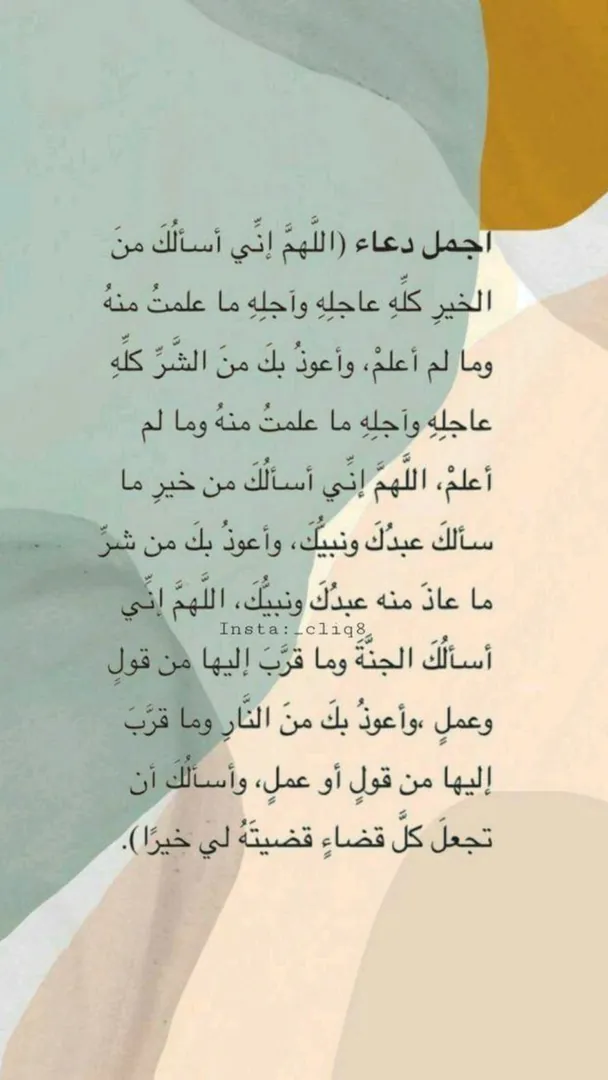 اجمل دعاء (اللَّهمَّ إنِّي أسألُكَ منَ
الخيرِ كلِّهِ عاجلِهِ وآجلِهِ ما علمتُ منهُ
وما لم أعلمْ، وأعوذُ بكَ منَ الشَّرِّ كلِّهِ
عاجلِهِ وآجلِهِ ما علمتُ منهُ وما لم
أعلمْ، اللَّهمَّ إنِّي أسألُكَ من خيرِ ما
سألكَ عبدُكَ ونبيُّكَ، وأعوذُ بكَ من شرِّ
ما عاذَ منه عبدُكَ ونبيُّكَ، اللَّهمَّ إنِّي
Insta:_cliq8
أسألُكَ الجنَّةَ وما قرَّبَ إليها من قولٍ
وعملٍ ،وأعوذُ بكَ منَ النَّارِ وما قرَّبَ
إليها من قولٍ أو عملٍ، وأسألُكَ أن
تجعلَ كلَّ قضاءٍ قضيتَهُ لي خيرًا).